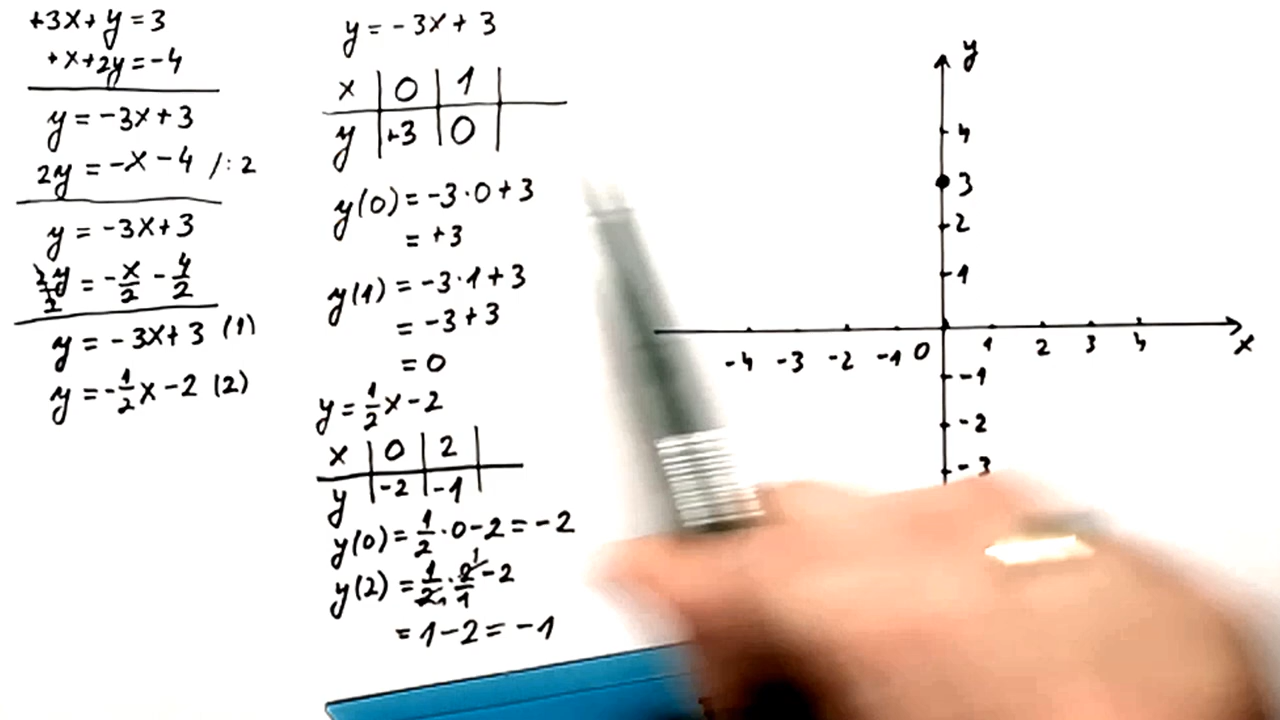 +3x+y=3
+x+2y=-4
y=-3x+3
2y=-x-4 /:2
y=-3x+3
2y/2=-x/2-4/2
y=-3x+3 (1)
y=-1/2x-2 (2)
y=-3x+3
x 0 1
y +3 0
y(0)=-3·0+3
=+3
y(1)=-3·1+3
=-3+3
=0
y=1/2x-2
x 0 2
y -2 -1
y(0)=1/2·0-2=-2
y(2)=1/2·2/1-2
=1-2=-1
y
4
3
2
1
-4 -3 -2 -1 0 1 2 3 4 x
-1
-2
-3